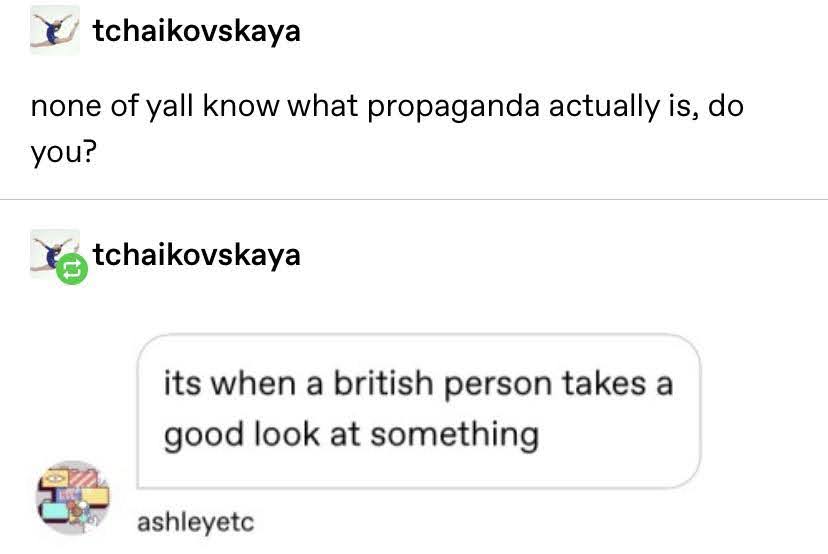 tchaikovskaya
none of yall know what propaganda actually is, do
you?
tchaikovskaya
its when a british person takes a
good look at something
ashleyetc